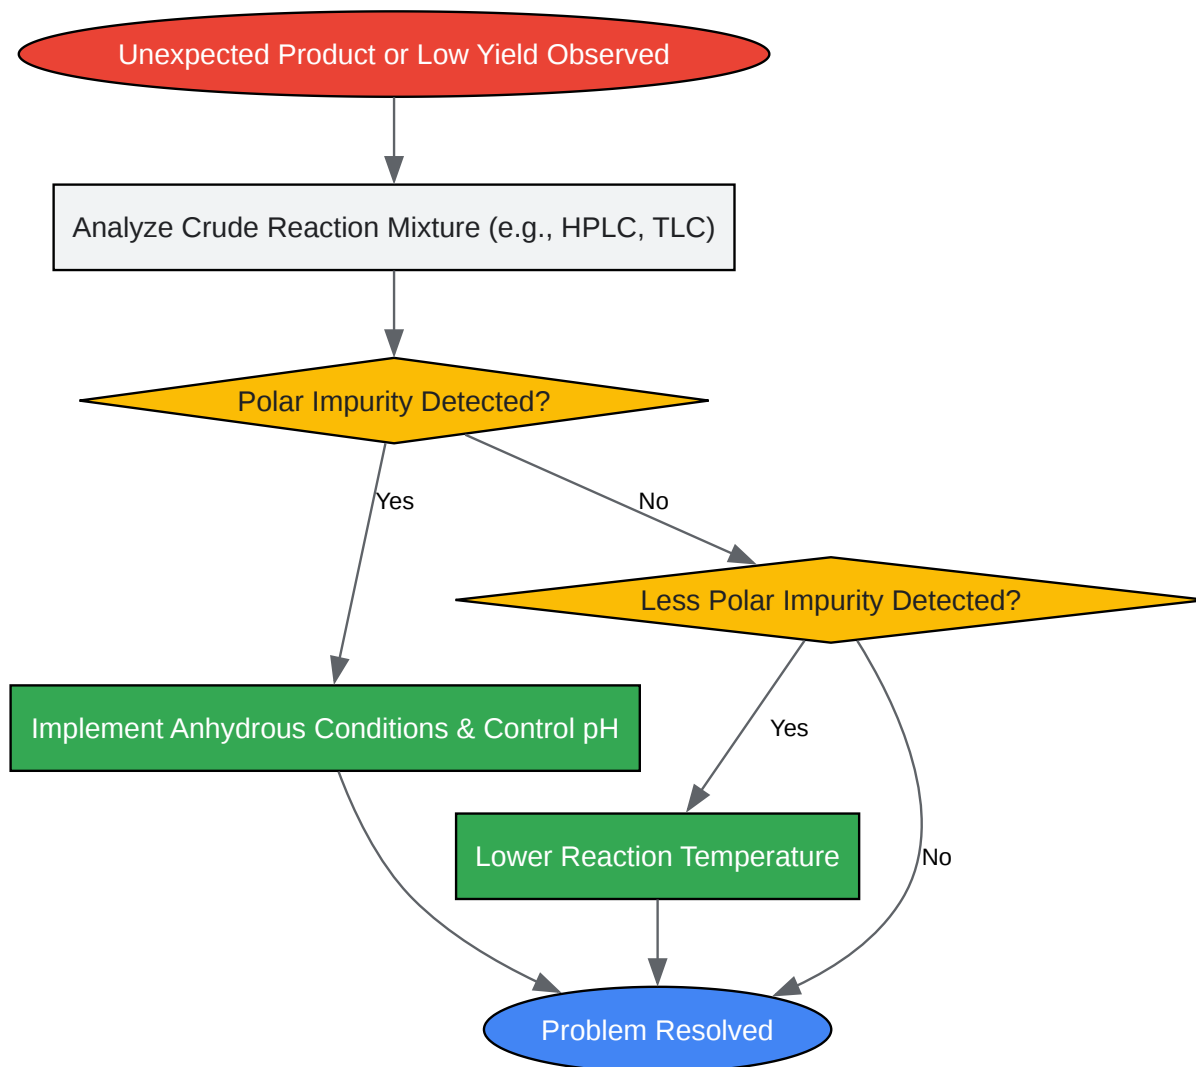 Unexpected Product or Low Yield Observed
Analyze Crude Reaction Mixture (e.g., HPLC, TLC)
Polar Impurity Detected?
Yes
No
Less Polar Impurity Detected?
Implement Anhydrous Conditions & Control pH
Yes
Lower Reaction Temperature
No
Problem Resolved